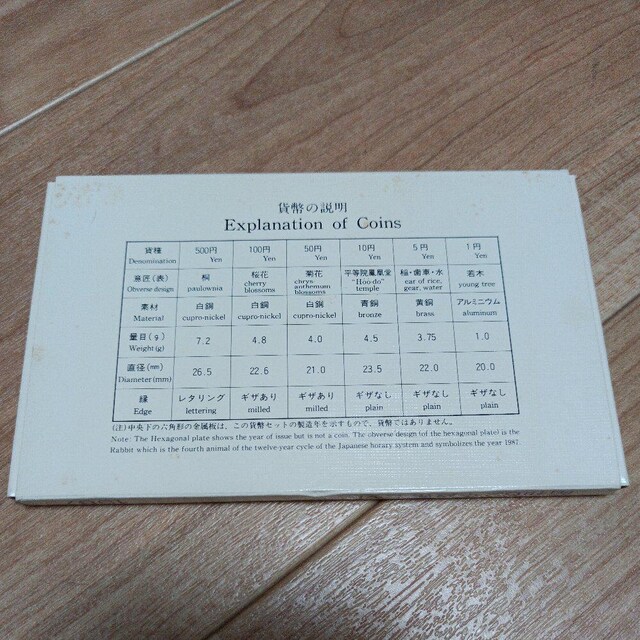 貨幣の説明
Explanation of Coins
貨種 500円 100円 50円 10円 5円 1円
Denomination Yen Yen Yen Yen Yen Yen
意匠(表) 桐 桜花 菊花 平等院鳳凰堂 稲・歯車・水 若木
Obverse design paulownia cherry blossoms chrysanthemum blossoms "Hōō-do" temple ear of rice, gear, water young tree
素材 白銅 白銅 白銅 青銅 黄銅 アルミニウム
Material cupro-nickel cupro-nickel cupro-nickel bronze brass aluminum
量目(g) 7.2 4.8 4.0 4.5 3.75 1.0
Weight(g)
直径(mm) 26.5 22.6 21.0 23.5 22.0 20.0
Diameter(mm)
縁 レタリング ギザあり ギザあり ギザなし ギザなし ギザなし
Edge lettering milled milled plain plain plain
(注)中央下の六角形の金属板は、この貨幣セットの製造年を示すもので、貨幣ではありません。
Note: The Hexagonal plate shows the year of issue but is not a coin. The obverse design (of the hexagonal plate) is the
Rabbit which is the fourth animal of the twelve-year cycle of the Japanese horary system and symbolizes the year 1987.